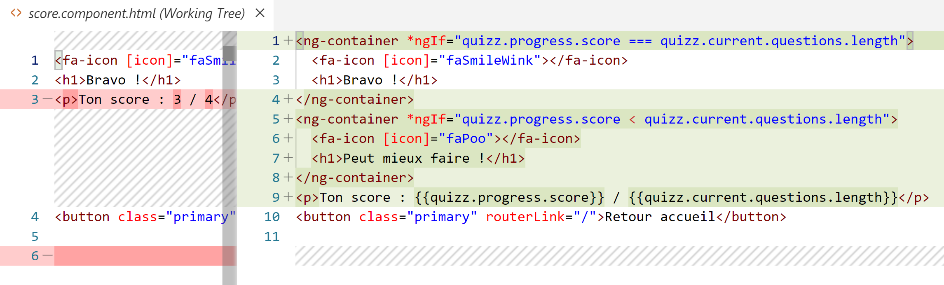 <> score.component.html (Working Tree) ×
1 <fa-icon [icon]="faSmil
2 <h1>Bravo !</h1>
3 — <p>Ton score : 3 / 4</p
4 <button class="primary"
5
6 —
1 + <ng-container *ngIf="quizz.progress.score === quizz.current.questions.length">
2 <fa-icon [icon]="faSmileWink"></fa-icon>
3 <h1>Bravo !</h1>
4 + </ng-container>
5 + <ng-container *ngIf="quizz.progress.score < quizz.current.questions.length">
6 + <fa-icon [icon]="faPoo"></fa-icon>
7 + <h1>Peut mieux faire !</h1>
8 + </ng-container>
9 + <p>Ton score : {{quizz.progress.score}} / {{quizz.current.questions.length}}</p>
10 <button class="primary" routerLink="/">Retour accueil</button>
11